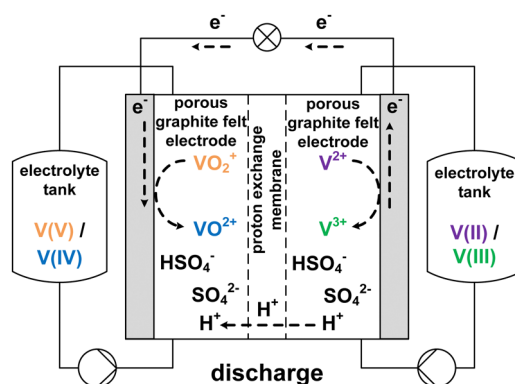 e-
e-
e-
e-
e-
porous
graphite felt
electrode
porous
graphite felt
electrode
proton exchange
membrane
electrolyte
tank
V(V) /
V(IV)
VO₂⁺
VO²⁺
HSO₄⁻
SO₄²⁻
H⁺
H⁺
V²⁺
V³⁺
HSO₄⁻
SO₄²⁻
H⁺
electrolyte
tank
V(II) /
V(III)
discharge